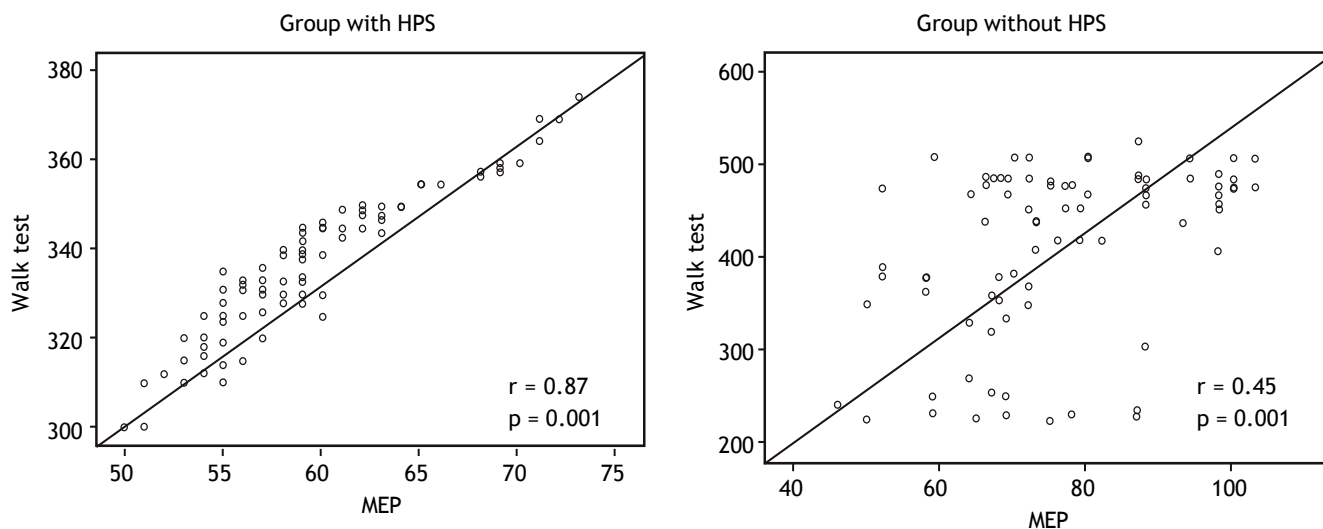 Group with HPS
Walk test
380
360
340
320
300
r = 0.87
p = 0.001
50 55 60 65 70 75
MEP
Group without HPS
Walk test
600
500
400
300
200
r = 0.45
p = 0.001
40 60 80 100
MEP